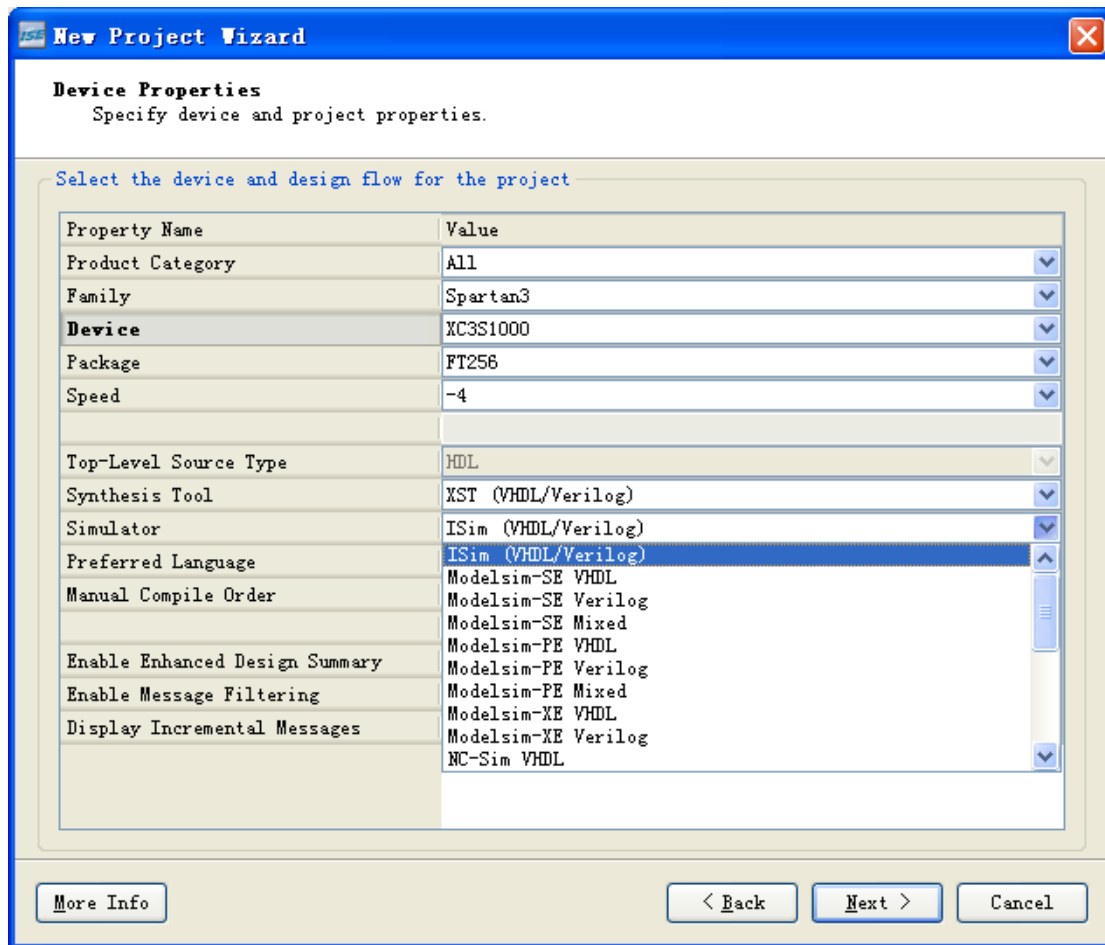 ISE New Project Wizard
Device Properties
Specify device and project properties.
Select the device and design flow for the project
Property Name Value
Product Category All
Family Spartan3
Device XC3S1000
Package FT256
Speed -4
Top-Level Source Type HDL
Synthesis Tool XST (VHDL/Verilog)
Simulator ISim (VHDL/Verilog)
Preferred Language ISim (VHDL/Verilog)
Modelsim-SE VHDL
Manual Compile Order Modelsim-SE Verilog
Modelsim-SE Mixed
Modelsim-PE VHDL
Enable Enhanced Design Summary Modelsim-PE Verilog
Enable Message Filtering Modelsim-PE Mixed
Modelsim-XE VHDL
Display Incremental Messages Modelsim-XE Verilog
NC-Sim VHDL
More Info < Back Next > Cancel